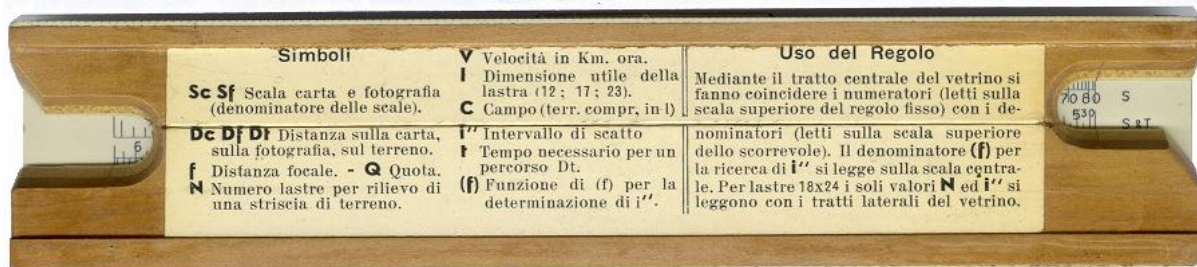 Simboli
Sc Sf Scala carta e fotografia
(denominatore delle scale).
Dc Df Dt Distanza sulla carta,
sulla fotografia, sul terreno.
f Distanza focale. - Q Quota.
N Numero lastre per rilievo di
una striscia di terreno.
V Velocità in Km. ora.
l Dimensione utile della
lastra (12 ; 17 ; 23).
C Campo (terr. compr, in l)
i'' Intervallo di scatto
t Tempo necessario per un
percorso Dt.
(f) Funzione di (f) per la
determinazione di i''.
Uso del Regolo
Mediante il tratto centrale del vetrino si
fanno coincidere i numeratori (letti sulla
scala superiore del regolo fisso) con i de-
nominatori (letti sulla scala superiore
dello scorrevole). Il denominatore (f) per
la ricerca di i'' si legge sulla scala centra-
le. Per lastre 18x24 i soli valori N ed i'' si
leggono con i tratti laterali del vetrino.
6
70 80 S
530 S&T